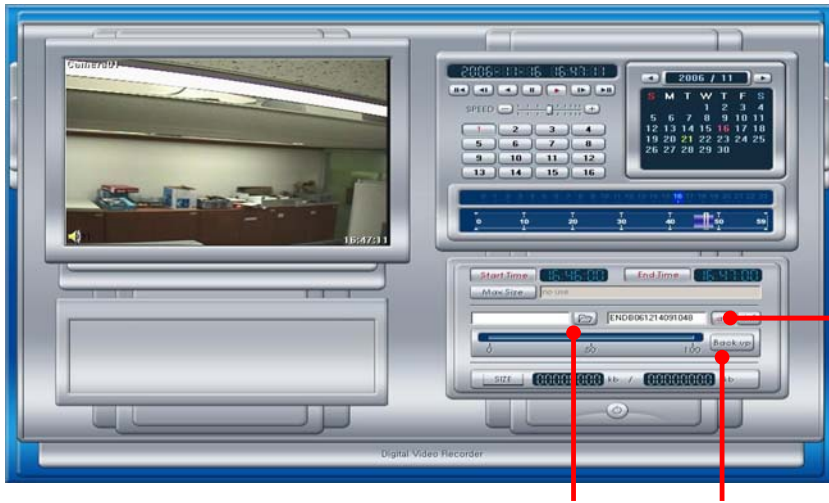 Camera01
16:47:11
2006-11-16 16:47:11
SPEED
1 2 3 4
5 6 7 8
9 10 11 12
13 14 15 16
2006 / 11
S M T W T F S
1 2 3 4
5 6 7 8 9 10 11
12 13 14 15 16 17 18
19 20 21 22 23 24 25
26 27 28 29 30
0 10 20 30 40 50 59
Start Time 16:46:00 End Time 16:47:00
Max Size no use
ENDB061214091048
0 50 100 Back up
SIZE 00000000 kb / 00000000 kb
Digital Video Recorder